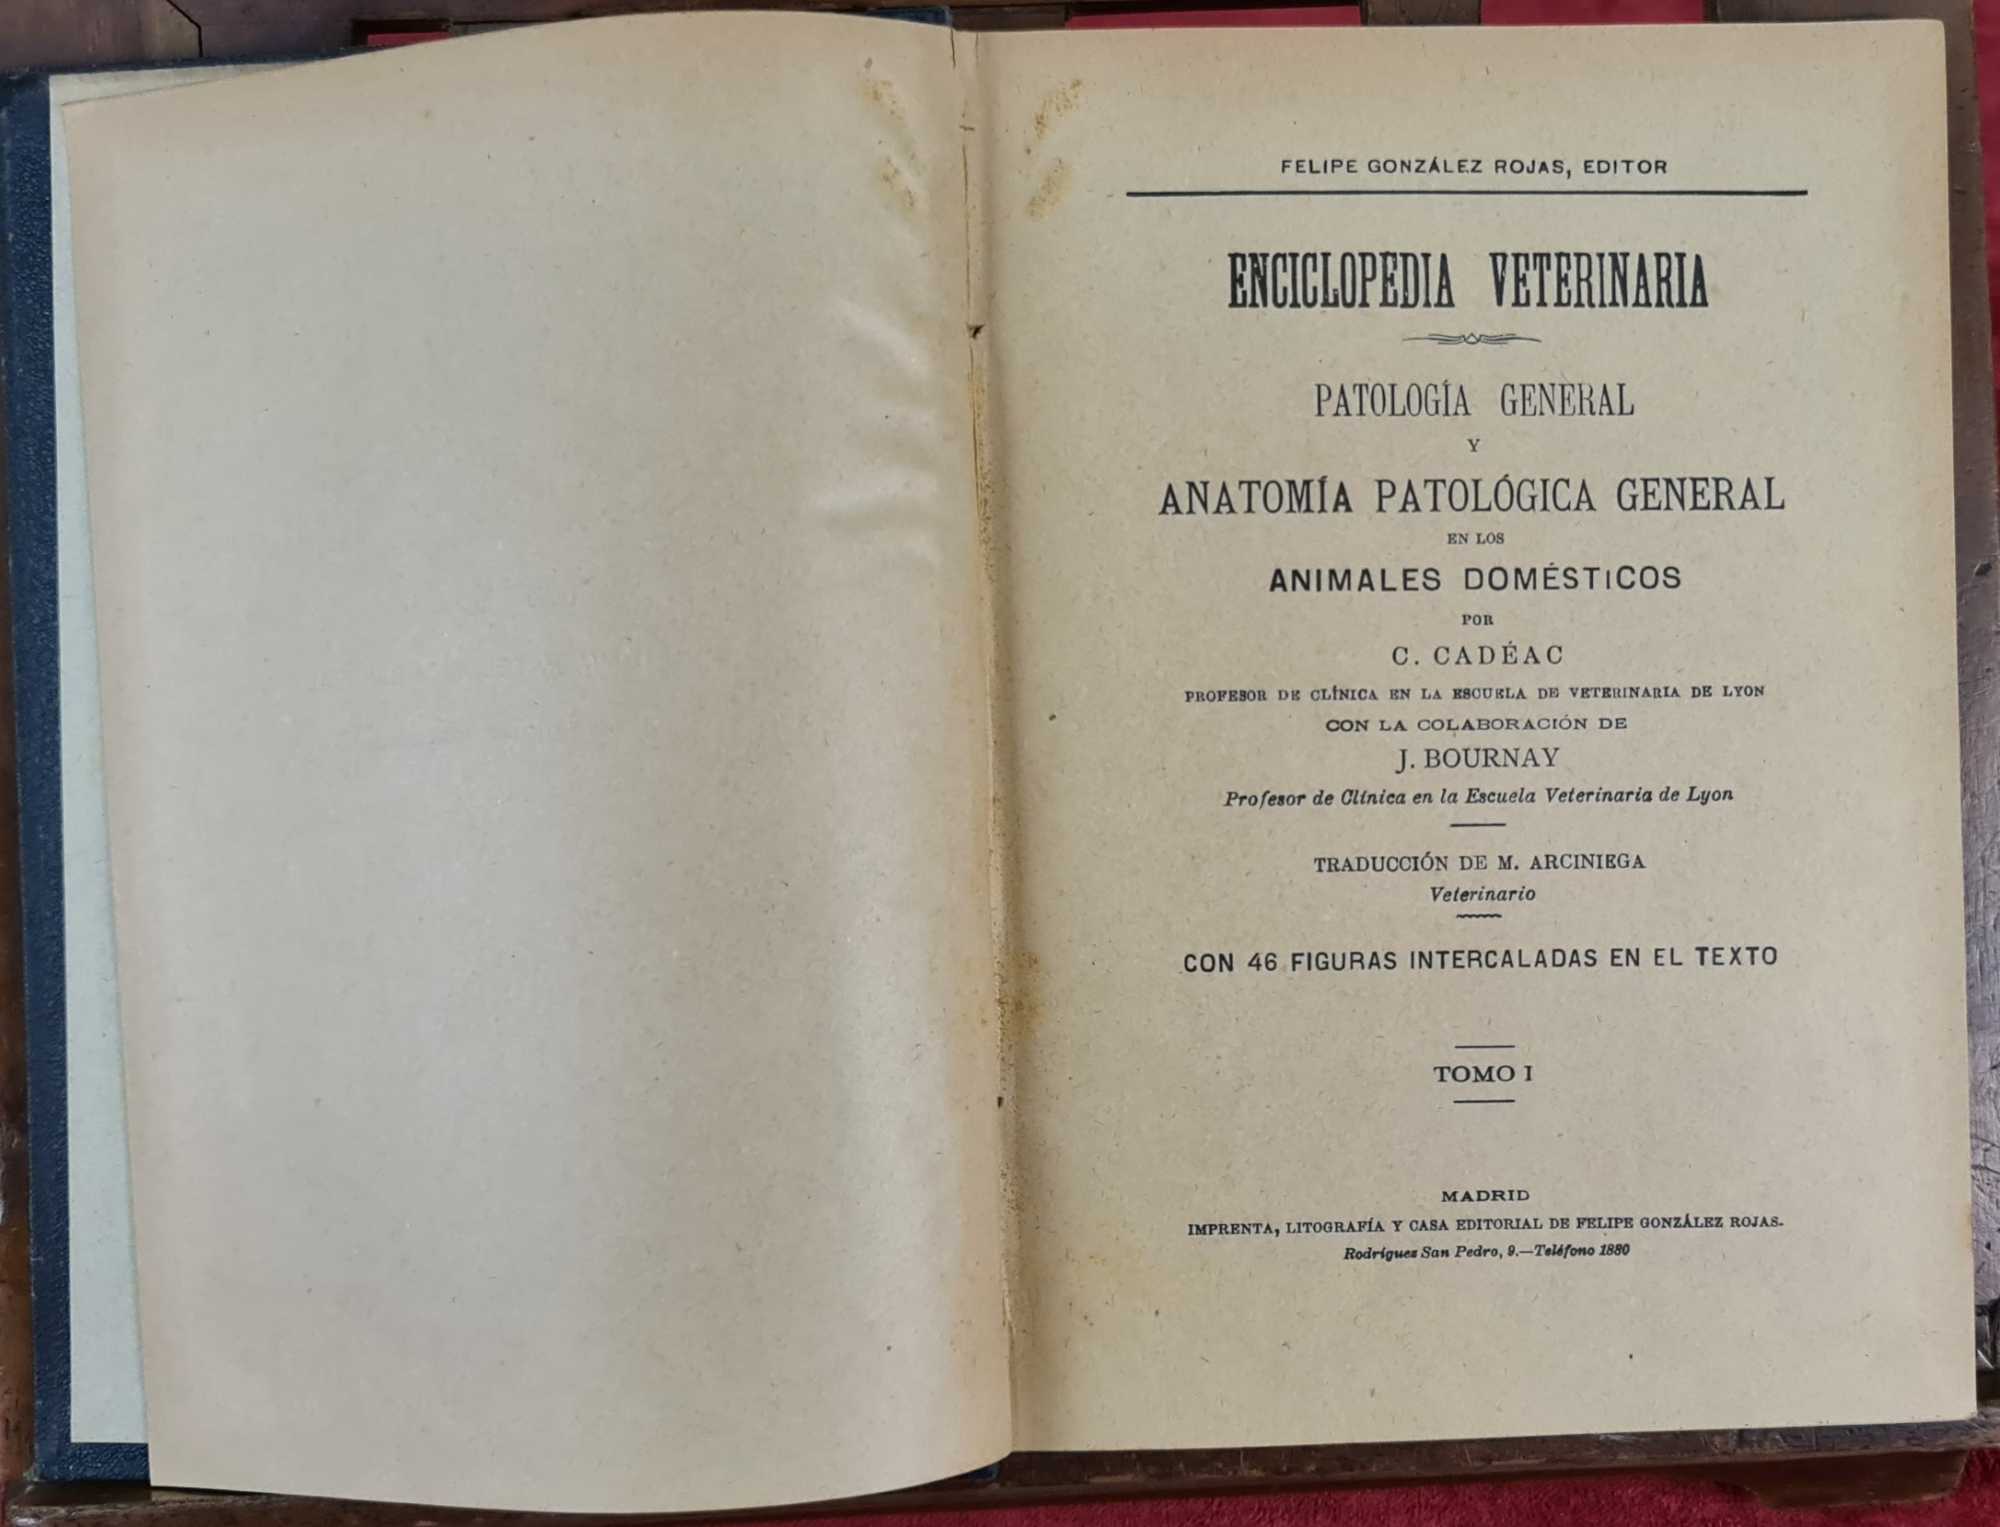 FELIPE GONZÁLEZ ROJAS, EDITOR
ENCICLOPEDIA VETERINARIA
PATOLOGÍA GENERAL
Y
ANATOMÍA PATOLÓGICA GENERAL
EN LOS
ANIMALES DOMÉSTICOS
POR
C. CADÉAC
PROFESOR DE CLÍNICA EN LA ESCUELA DE VETERINARIA DE LYON
CON LA COLABORACIÓN DE
J. BOURNAY
Profesor de Clínica en la Escuela Veterinaria de Lyon
TRADUCCIÓN DE M. ARCINIEGA
Veterinario
CON 46 FIGURAS INTERCALADAS EN EL TEXTO
TOMO I
MADRID
IMPRENTA, LITOGRAFÍA Y CASA EDITORIAL DE FELIPE GONZÁLEZ ROJAS.
Rodríguez San Pedro, 9.—Teléfono 1880